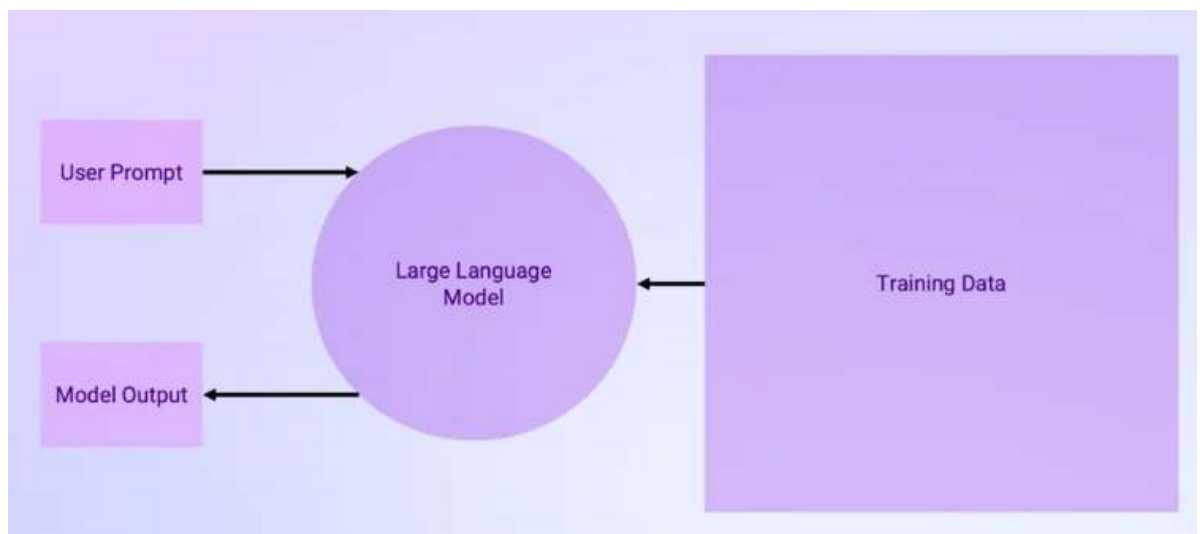 User Prompt
Large Language
Model
Training Data
Model Output